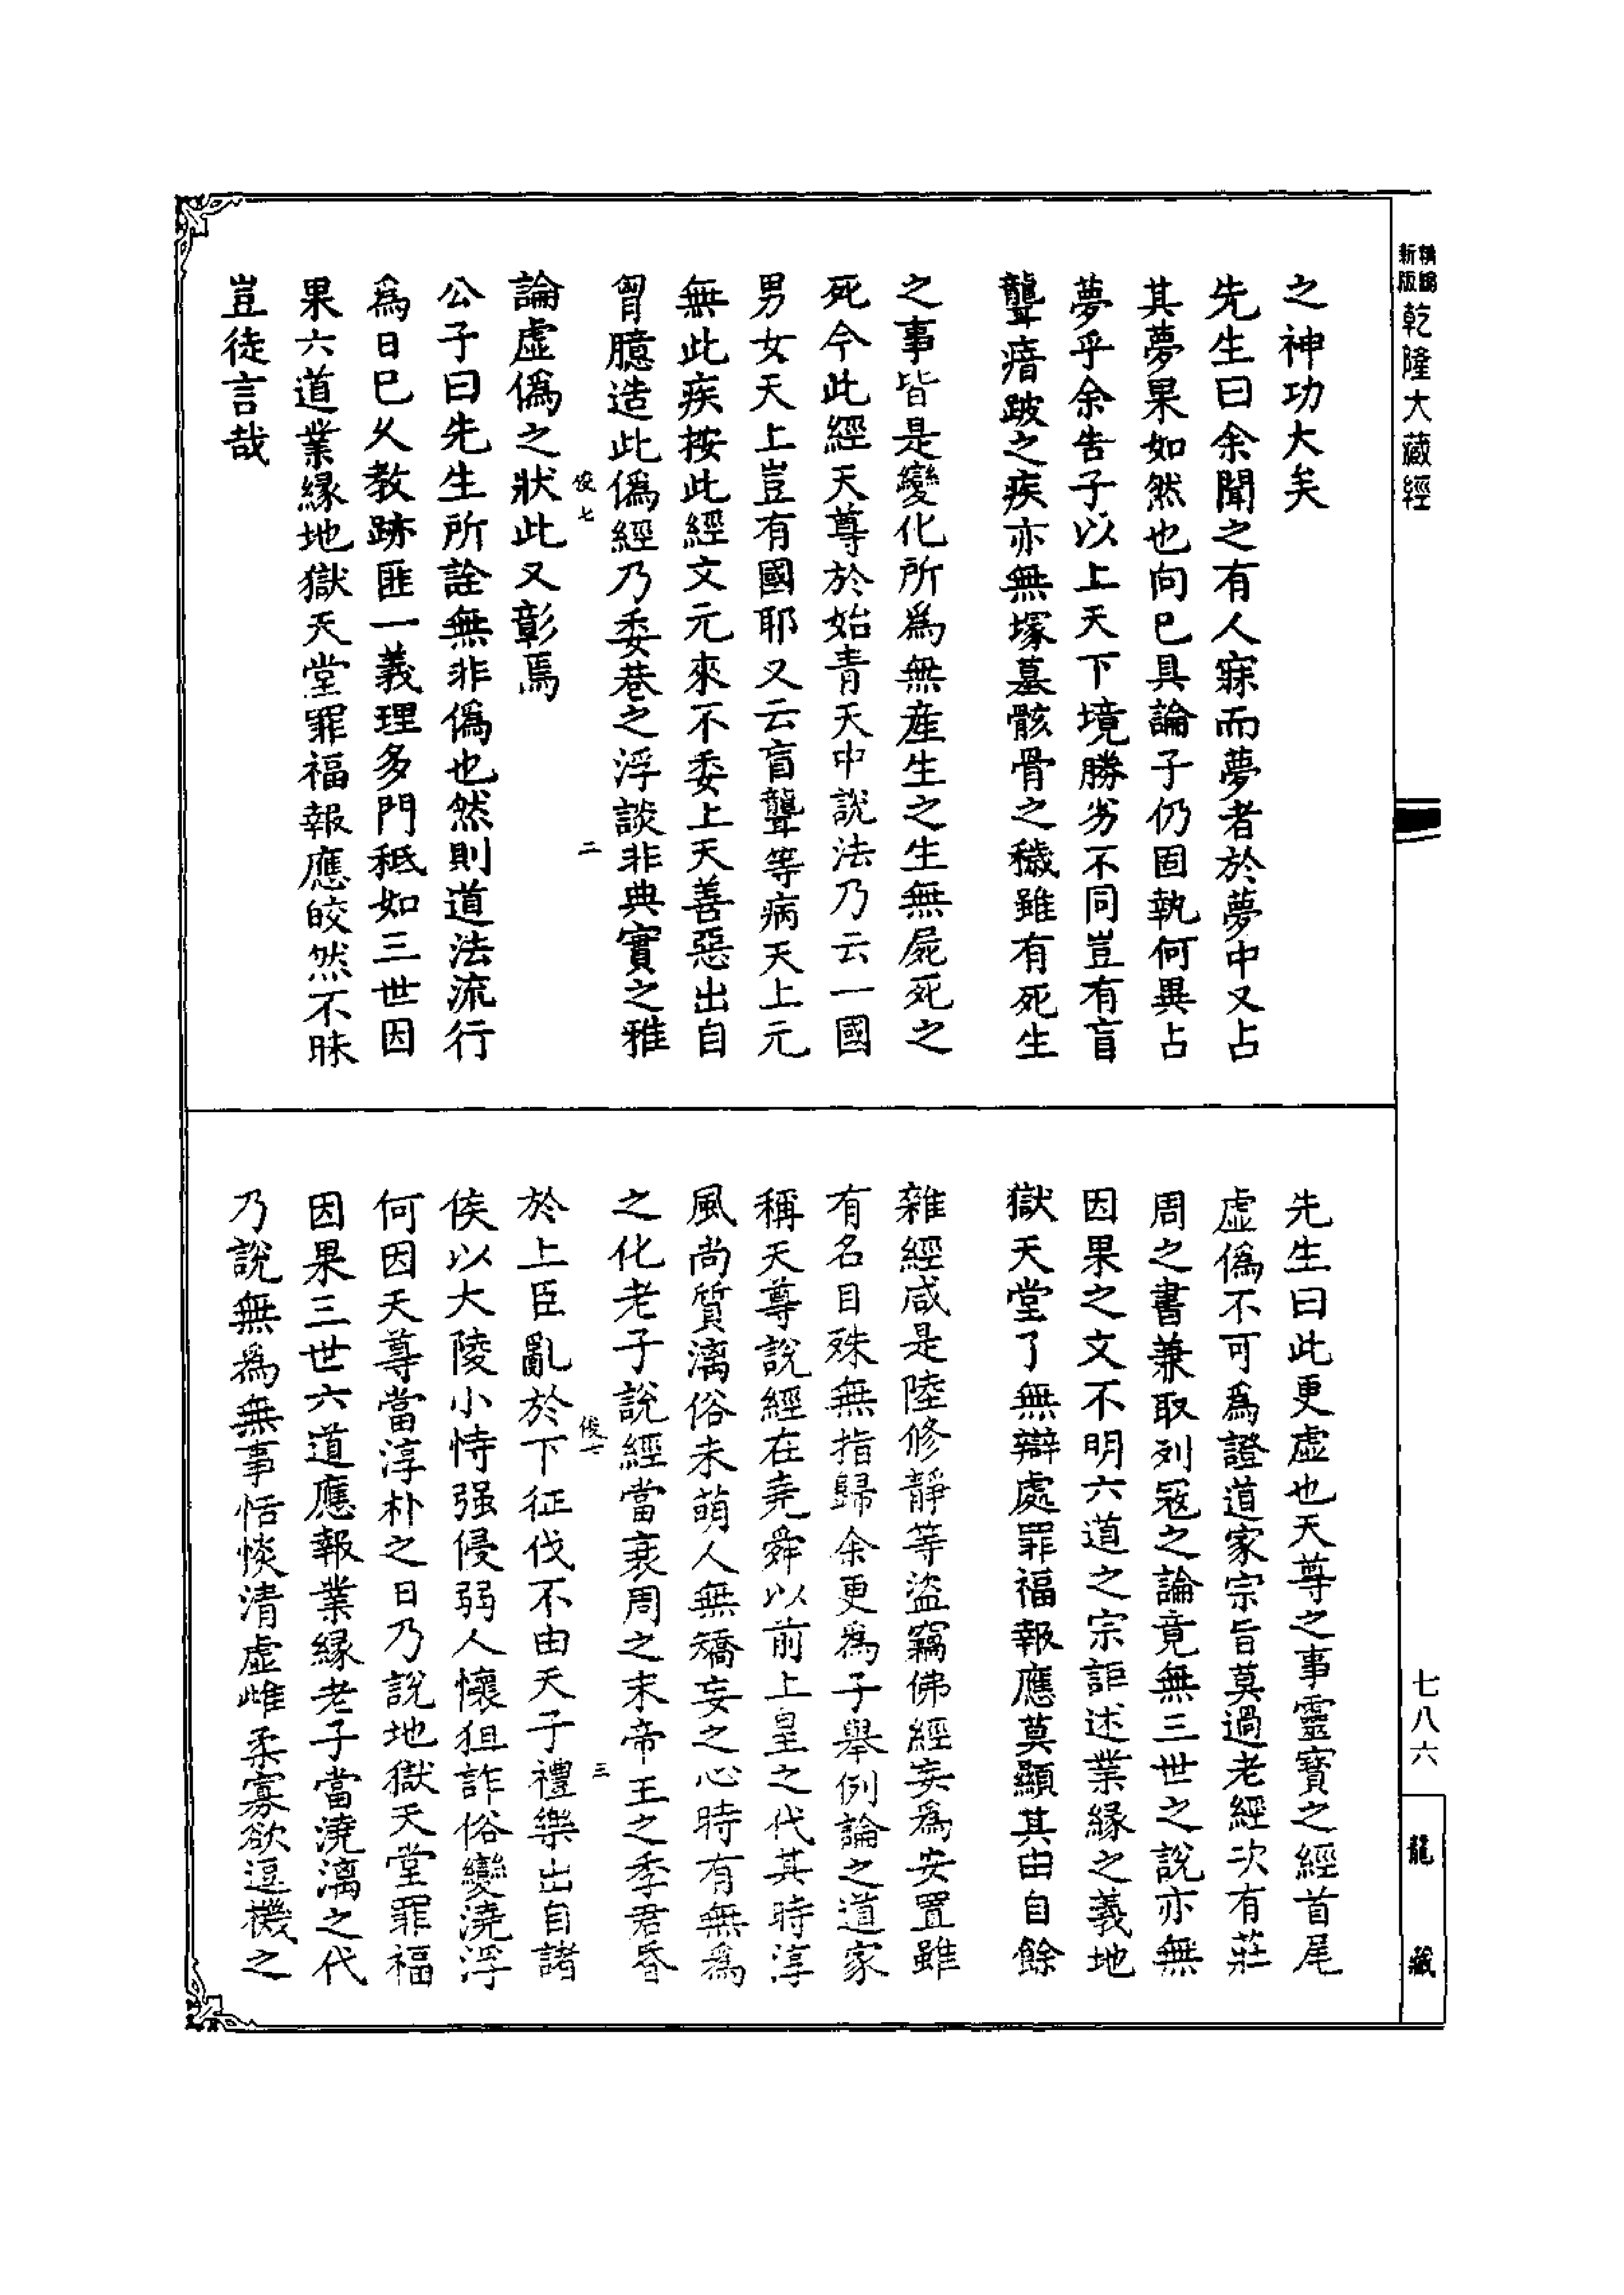 精編
新版
乾隆大藏經
之神功大矣
先生曰余聞之有人寐而夢者於夢中又占
其夢果如然也向已具論子仍固執何異占
夢乎余告子以上天下境勝劣不同豈有盲
聾瘖跛之疾亦無塚墓骸骨之穢雖有死生
之事皆是變化所爲無產生之生無屍死之
死今此經天尊於始青天中說法乃云一國
男女天上豈有國耶又云盲聾等病天上元
無此疾按此經文元來不委上天善惡出自
胷臆造此僞經乃委巷之浮談非典實之雅
俊七
二
論虛僞之狀此又彰焉
公子曰先生所詮無非僞也然則道法流行
爲日已久教跡匪一義理多門秖如三世因
果六道業緣地獄天堂罪福報應皎然不昧
豈徒言哉
先生曰此更虛也天尊之事靈寶之經首尾
虛僞不可爲證道家宗旨莫過老經次有莊
周之書兼取列寇之論竟無三世之說亦無
因果之文不明六道之宗詎述業緣之義地
獄天堂了無辯處罪福報應莫顯其由自餘
雜經咸是陸修靜等盜竊佛經妄爲安置雖
有名目殊無指歸余更爲子舉例論之道家
稱天尊說經在堯舜以前上皇之代其時淳
風尚質漓俗未萌人無矯妄之心時有無爲
之化老子說經當衰周之末帝王之季君昏
俊七
三
於上臣亂於下征伐不由天子禮樂出自諸
侯以大陵小恃强侵弱人懷狙詐俗變澆浮
何因天尊當淳朴之日乃說地獄天堂罪福
因果三世六道應報業緣老子當澆漓之代
乃說無爲無事恬惔清虛雌柔寡欲逗機之
七八六
龍藏